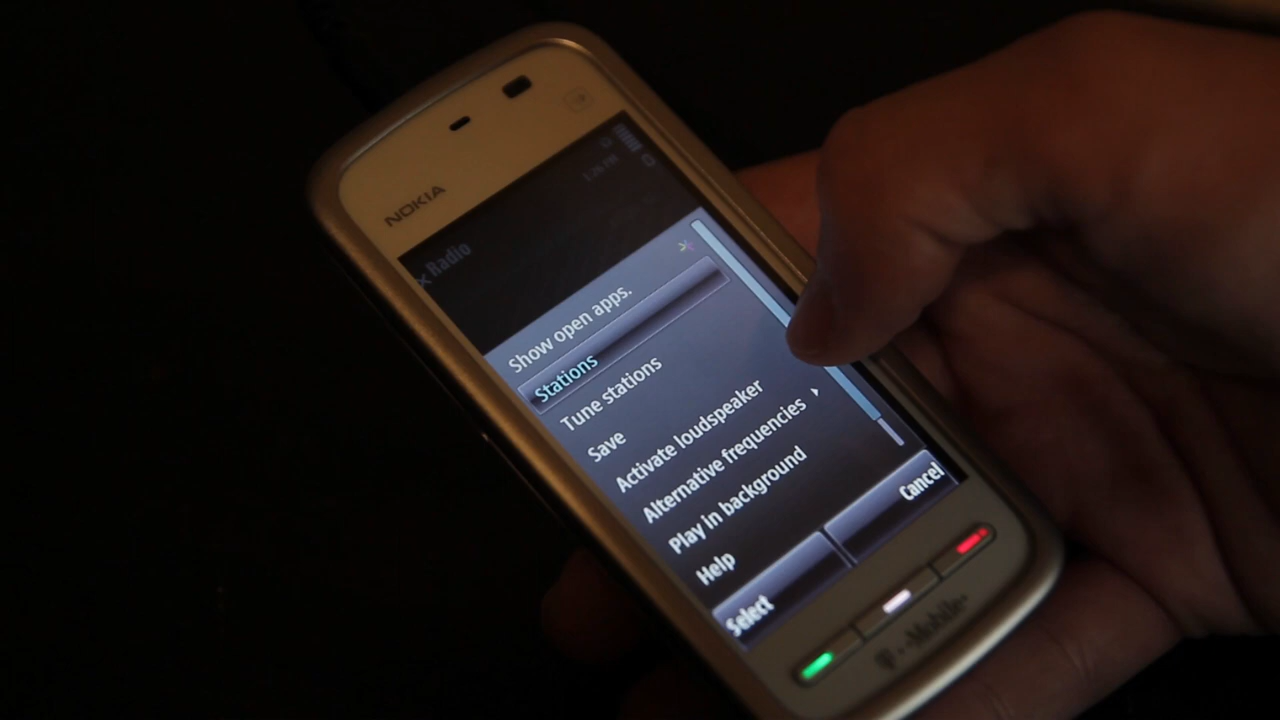 NOKIA
Radio
Show open apps.
Stations
Tune stations
Save
Activate loudspeaker
Alternative frequencies
Play in background
Help
Select
Cancel
T··Mobile·